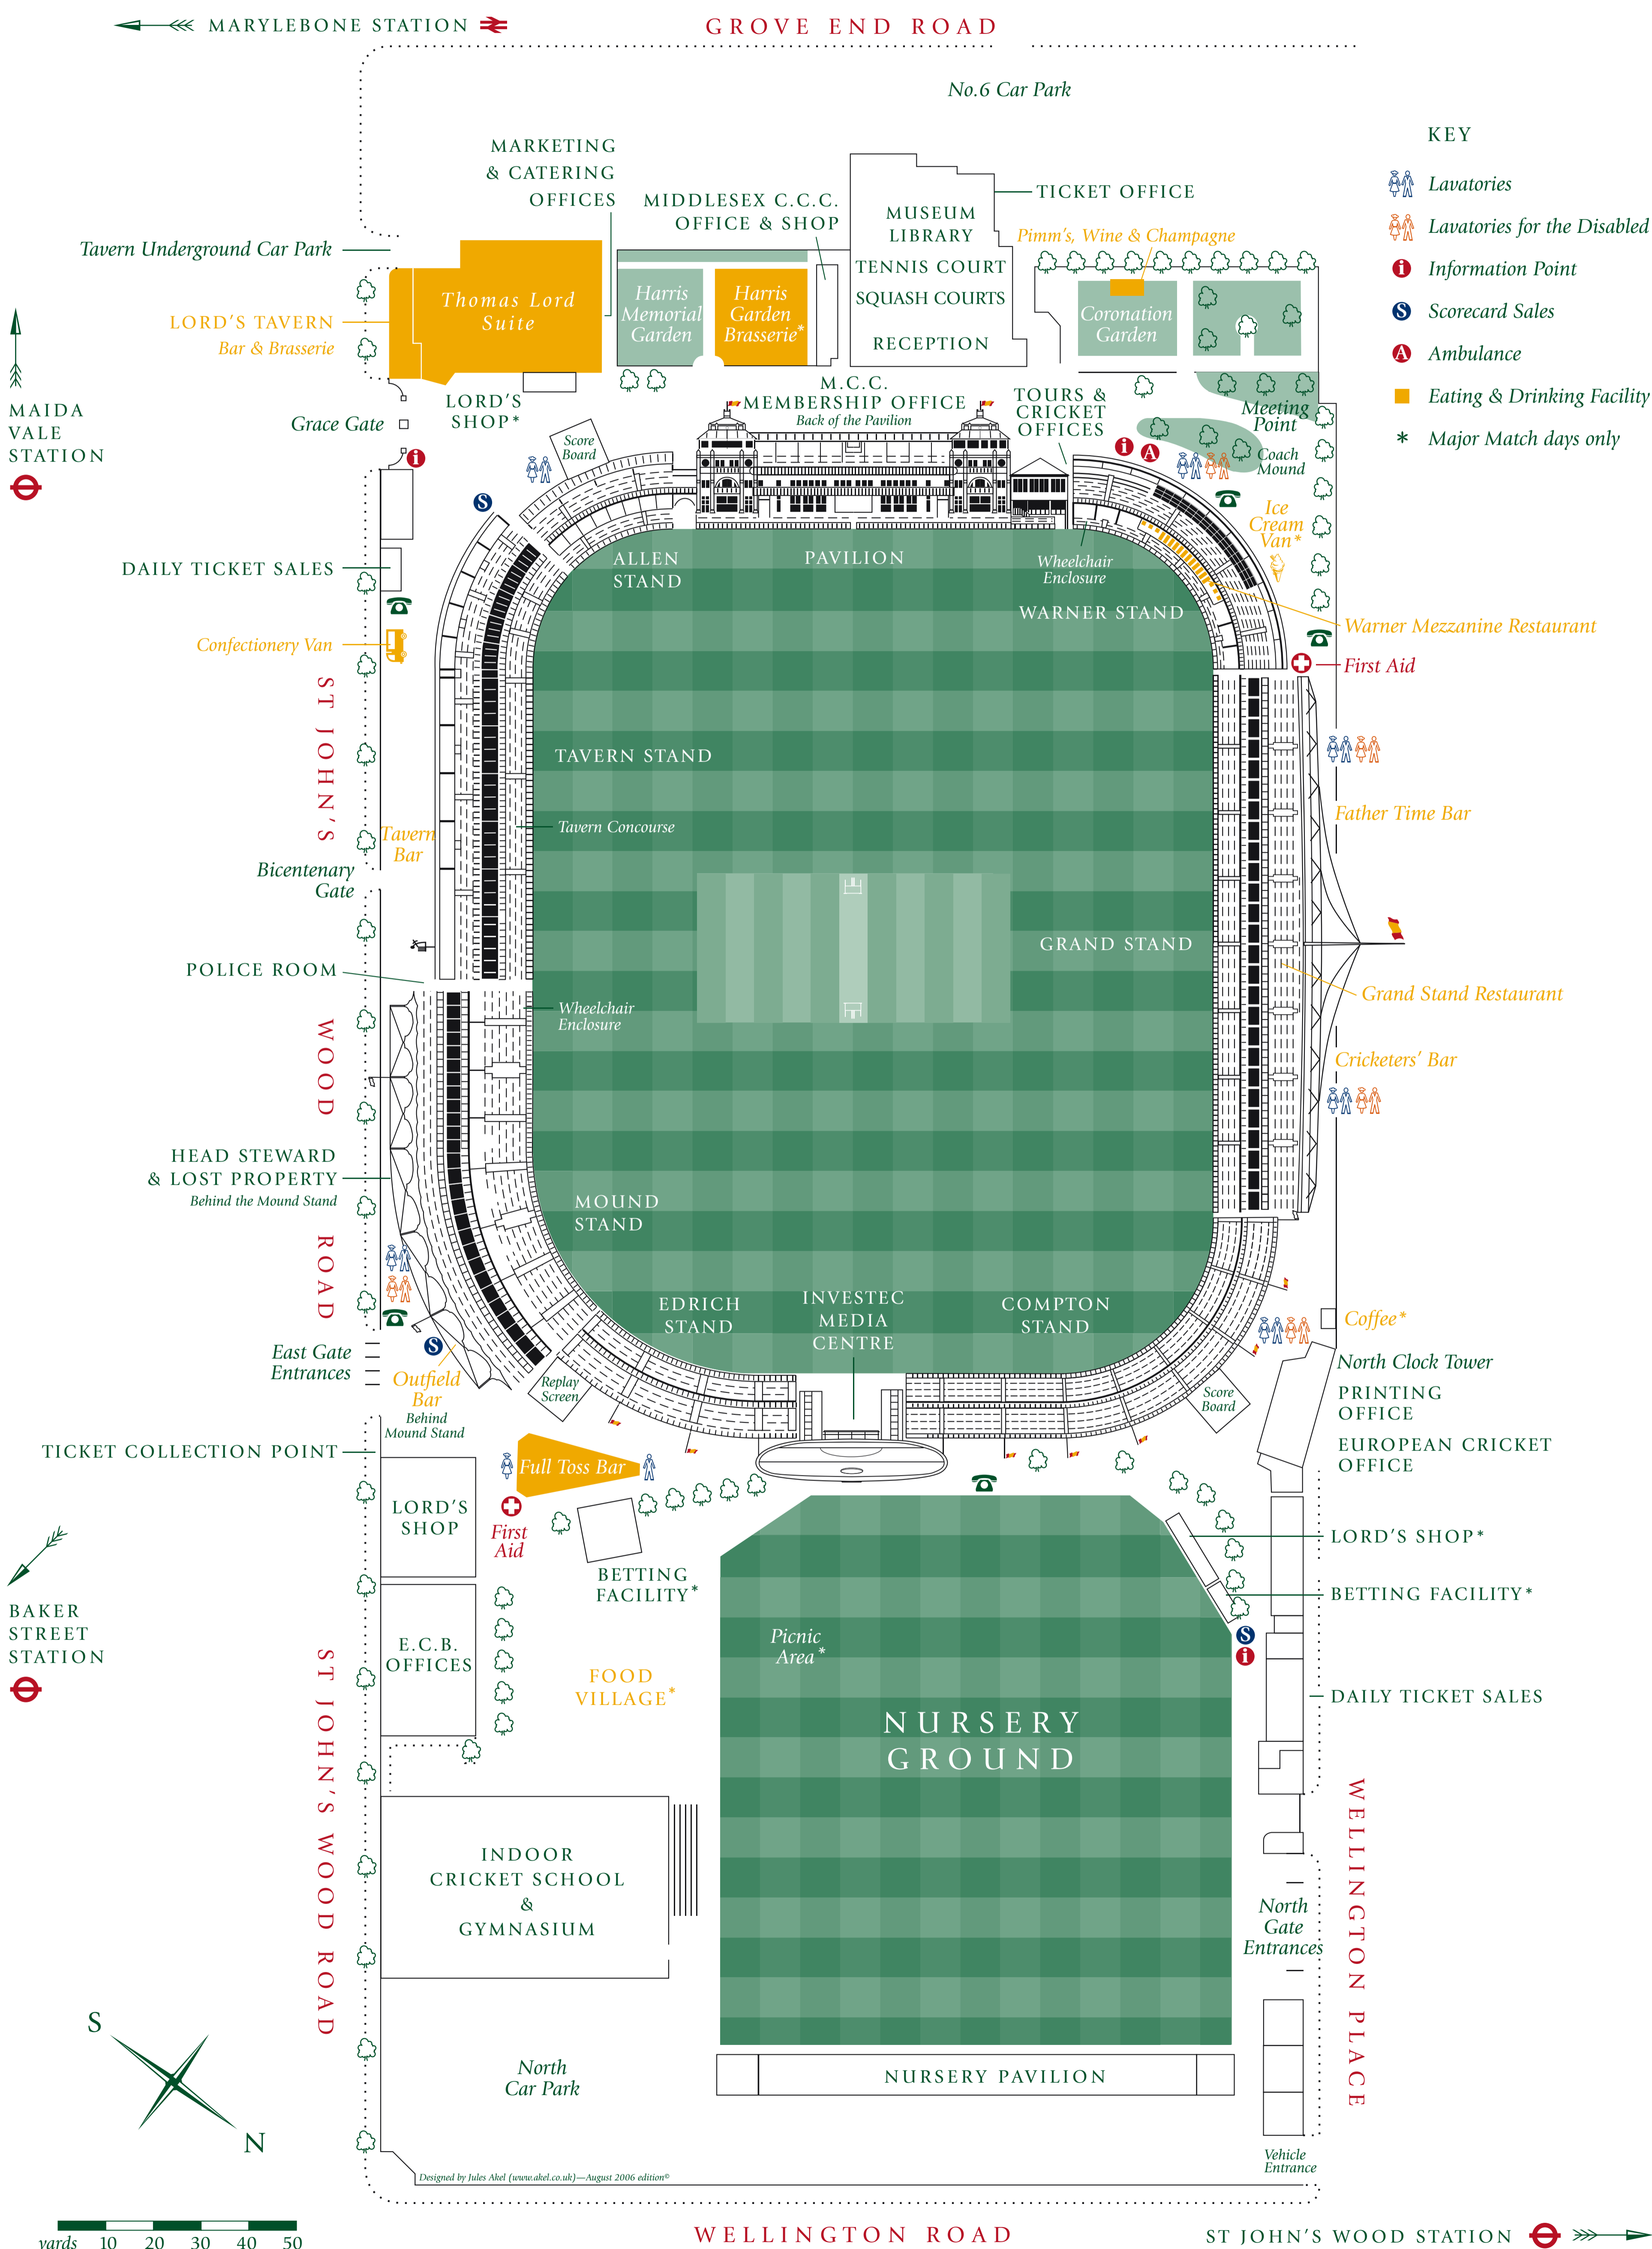 MARYLEBONE STATION
GROVE END ROAD
No.6 Car Park
KEY
Lavatories
Lavatories for the Disabled
i Information Point
S Scorecard Sales
A Ambulance
Eating & Drinking Facility
* Major Match days only
MARKETING
& CATERING
OFFICES
MIDDLESEX C.C.C.
OFFICE & SHOP
MUSEUM
LIBRARY
TENNIS COURT
SQUASH COURTS
RECEPTION
TICKET OFFICE
Pimm's, Wine & Champagne
Tavern Underground Car Park
Thomas Lord
Suite
Harris
Memorial
Garden
Harris
Garden
Brasserie*
Coronation
Garden
LORD'S TAVERN
Bar & Brasserie
MAIDA
VALE
STATION
Grace Gate
i
LORD'S
SHOP*
Score
Board
M.C.C.
MEMBERSHIP OFFICE
Back of the Pavilion
TOURS &
CRICKET
OFFICES
i
A
Meeting
Point
Coach
Mound
Ice
Cream
Van*
S
DAILY TICKET SALES
ALLEN
STAND
PAVILION
Wheelchair
Enclosure
WARNER STAND
Warner Mezzanine Restaurant
Confectionery Van
First Aid
ST JOHN'S WOOD ROAD
TAVERN STAND
Tavern Concourse
Tavern
Bar
Father Time Bar
Bicentenary
Gate
GRAND STAND
POLICE ROOM
Grand Stand Restaurant
Wheelchair
Enclosure
Cricketers' Bar
HEAD STEWARD
& LOST PROPERTY
Behind the Mound Stand
MOUND
STAND
EDRICH
STAND
INVESTEC
MEDIA
CENTRE
COMPTON
STAND
Coffee*
East Gate
Entrances
S
Outfield
Bar
Behind
Mound Stand
Replay
Screen
Score
Board
North Clock Tower
PRINTING
OFFICE
EUROPEAN CRICKET
OFFICE
TICKET COLLECTION POINT
Full Toss Bar
LORD'S
SHOP
First
Aid
BETTING
FACILITY*
LORD'S SHOP*
BETTING FACILITY*
BAKER
STREET
STATION
E.C.B.
OFFICES
FOOD
VILLAGE*
Picnic
Area*
S
i
DAILY TICKET SALES
NURSERY
GROUND
ST JOHN'S WOOD ROAD
WELLINGTON PLACE
INDOOR
CRICKET SCHOOL
&
GYMNASIUM
North
Gate
Entrances
S
N
North
Car Park
NURSERY PAVILION
Vehicle
Entrance
Designed by Jules Akel (www.akel.co.uk)—August 2006 edition©
yards 10 20 30 40 50
WELLINGTON ROAD
ST JOHN'S WOOD STATION